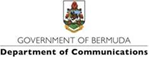 GOVERNMENT OF BERMUDA
Department of Communications